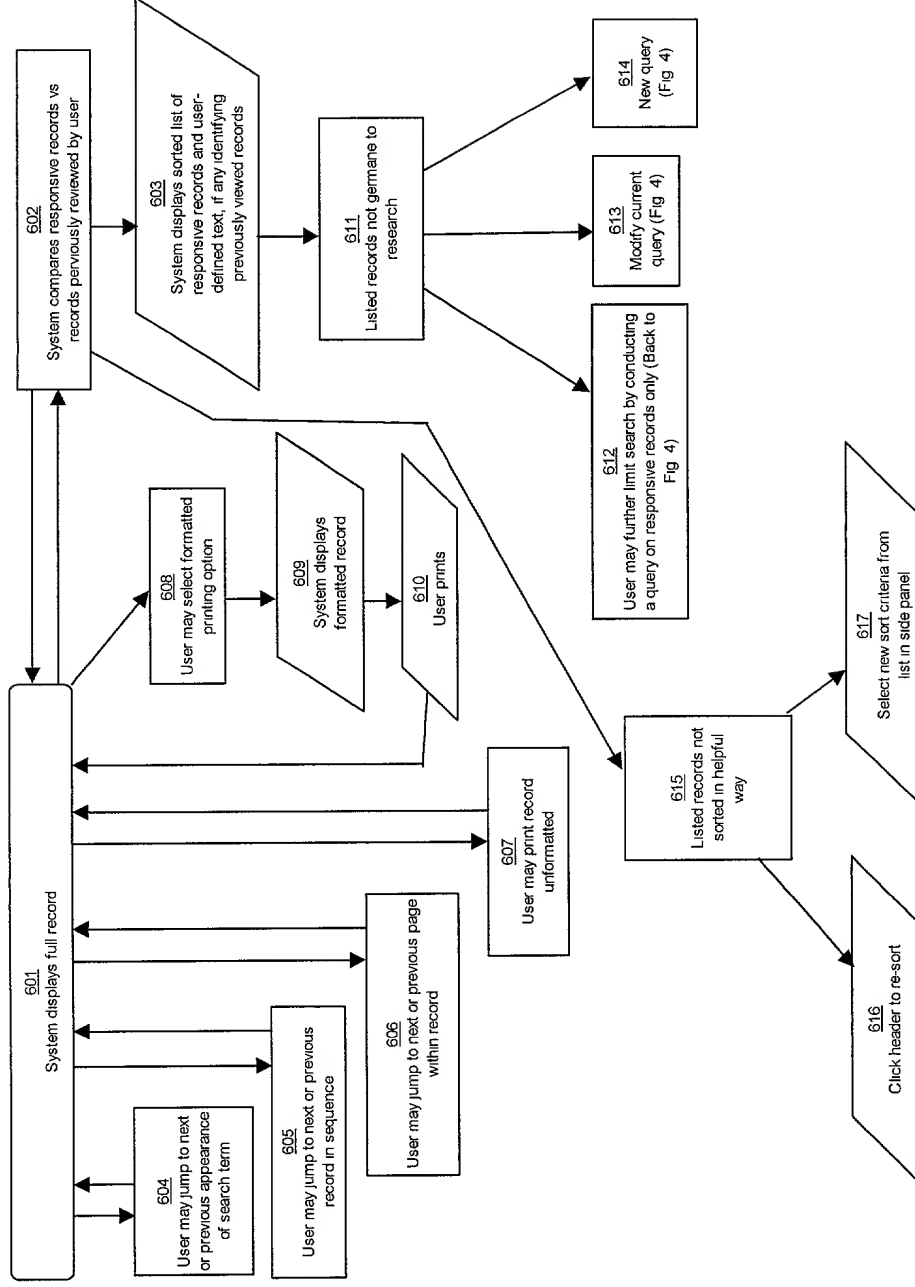 601
System displays full record
602
System compares responsive records vs
records perviously reviewed by user
603
System displays sorted list of
responsive records and user-
defined text, if any identifying
previously viewed records
604
User may jump to next
or previous appearance
of search term
605
User may jump to next or previous
record in sequence
606
User may jump to next or previous page
within record
607
User may print record
unformatted
608
User may select formatted
printing option
609
System displays
formatted record
610
User prints
611
Listed records not germane to
research
612
User may further limit search by conducting
a query on responsive records only (Back to
Fig 4)
613
Modify current
query (Fig 4)
614
New query
(Fig 4)
615
Listed records not
sorted in helpful
way
616
Click header to re-sort
617
Select new sort criteria from
list in side panel